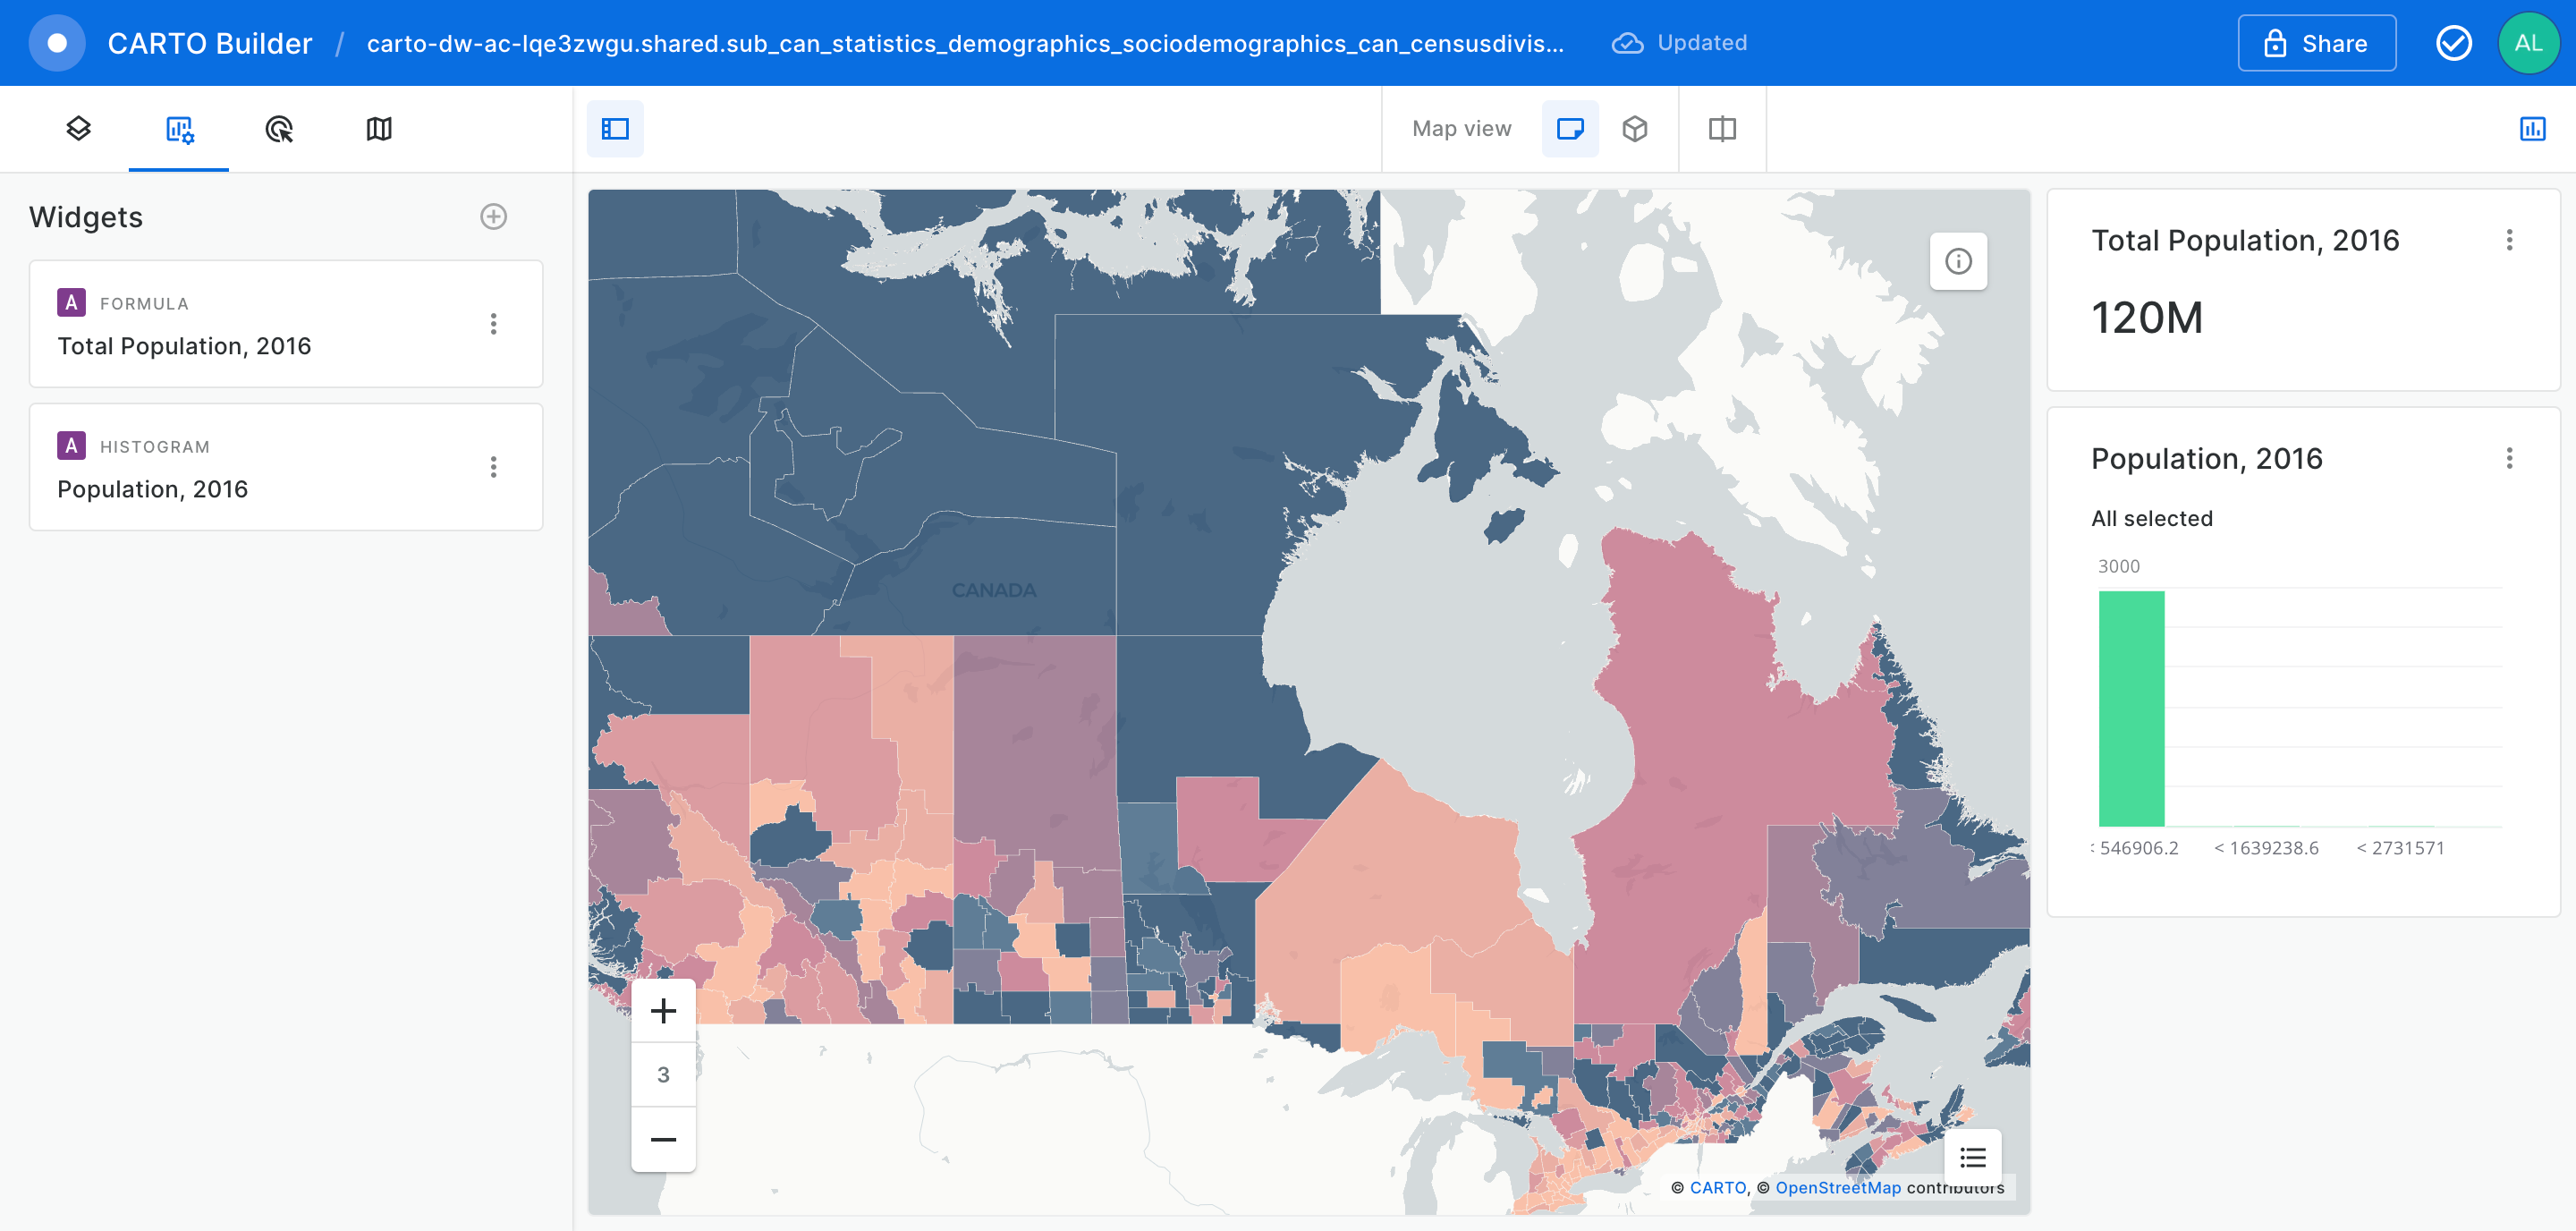 CARTO Builder / carto-dw-ac-lqe3zwgu.shared.sub_can_statistics_demographics_sociodemographics_can_censusdivis... Updated Share AL
Map view
Widgets
A FORMULA
Total Population, 2016
A HISTOGRAM
Population, 2016
CANADA
3
© CARTO, © OpenStreetMap contributors
Total Population, 2016
120M
Population, 2016
All selected
3000
< 546906.2 < 1639238.6 < 2731571